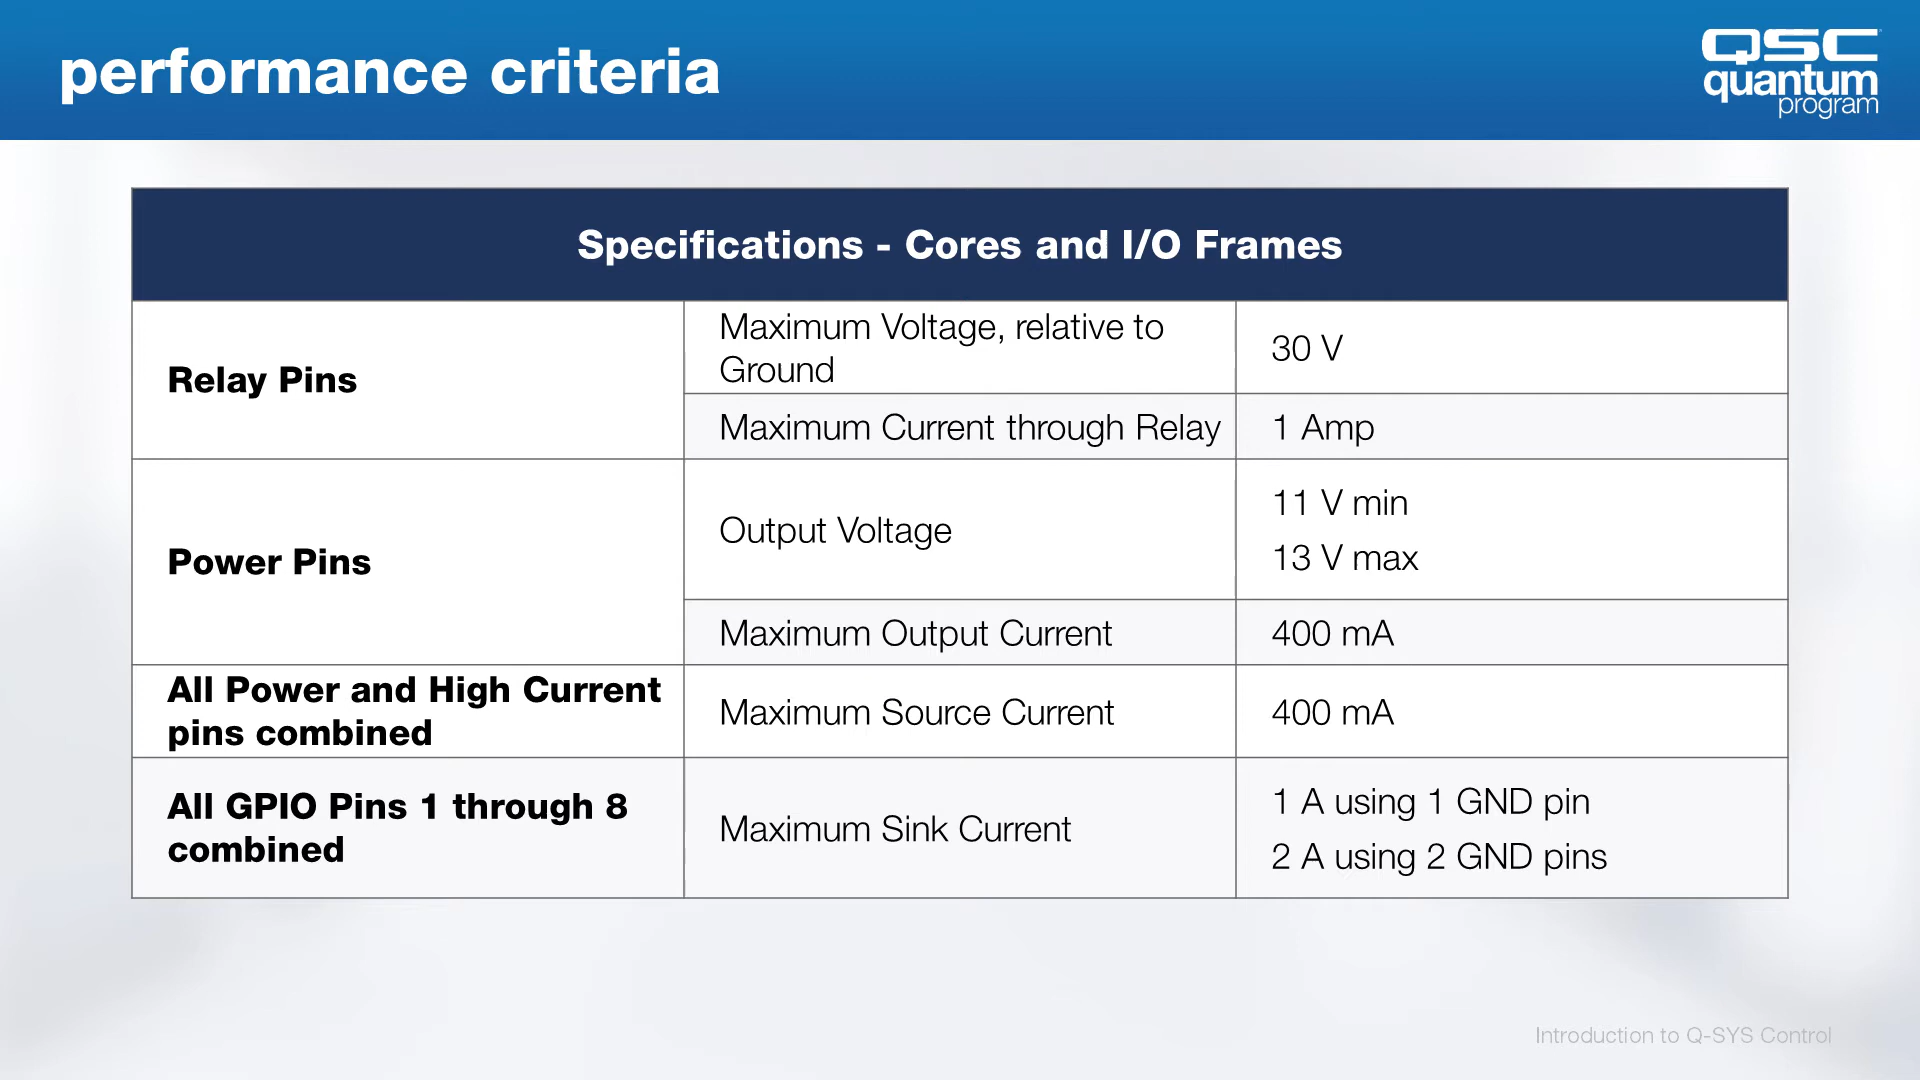 performance criteria
QSC
quantum
program
Specifications - Cores and I/O Frames
Relay Pins
Maximum Voltage, relative to
Ground
30 V
Maximum Current through Relay
1 Amp
Power Pins
Output Voltage
11 V min
13 V max
Maximum Output Current
400 mA
All Power and High Current
pins combined
Maximum Source Current
400 mA
All GPIO Pins 1 through 8
combined
Maximum Sink Current
1 A using 1 GND pin
2 A using 2 GND pins
Introduction to Q-SYS Control